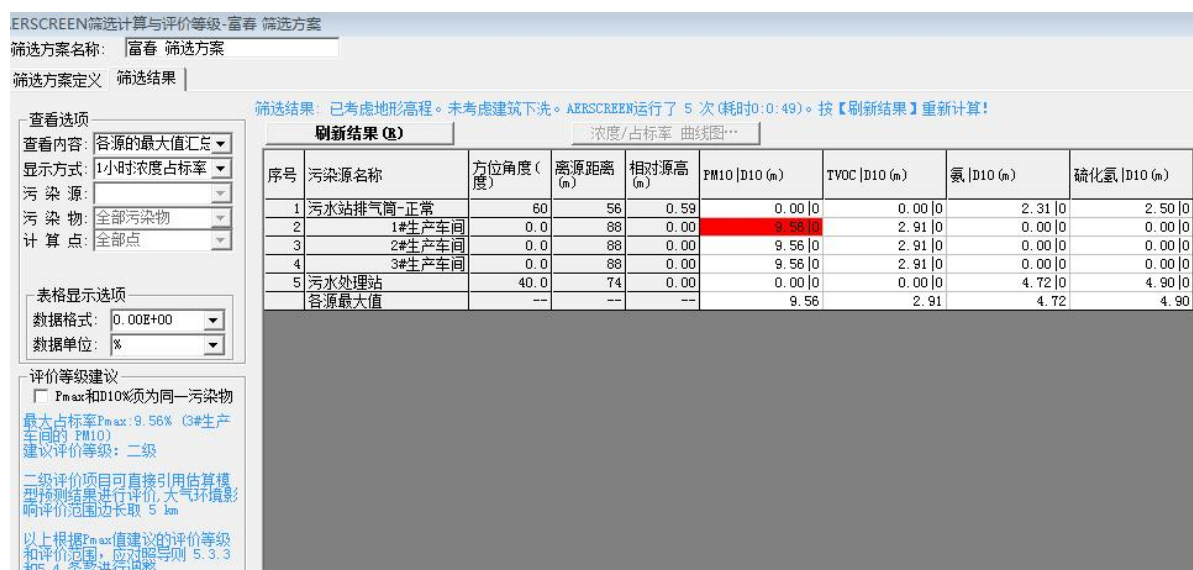 AERSCREEN筛选计算与评价等级-富春 筛选方案
筛选方案名称: 富春 筛选方案
筛选方案定义 筛选结果
筛选结果: 已考虑地形高程。未考虑建筑下洗。AERSCREEN运行了 5 次(耗时0:0:49)。按【刷新结果】重新计算!
查看选项
查看内容: 各源的最大值汇总
显示方式: 1小时浓度占标率
污 染 源:
污 染 物: 全部污染物
计 算 点: 全部点
刷新结果(R) 浓度/占标率 曲线图…
序号 污染源名称 方位角度(度) 离源距离(m) 相对源高(m) PM10|D10(m) TVOC|D10(m) 氨|D10(m) 硫化氢|D10(m)
1 污水站排气筒-正常 60 56 0.59 0.00|0 0.00|0 2.31|0 2.50|0
2 1#生产车间 0.0 88 0.00 9.56|0 2.91|0 0.00|0 0.00|0
3 2#生产车间 0.0 88 0.00 9.56|0 2.91|0 0.00|0 0.00|0
4 3#生产车间 0.0 88 0.00 9.56|0 2.91|0 0.00|0 0.00|0
5 污水处理站 40.0 74 0.00 0.00|0 0.00|0 4.72|0 4.90|0
各源最大值 -- -- -- 9.56 2.91 4.72 4.90
表格显示选项
数据格式: 0.00E+00
数据单位: %
评价等级建议
Pmax和D10%须为同一污染物
最大占标率Pmax:9.56% (3#生产
车间的 PM10)
建议评价等级: 二级
二级评价项目可直接引用估算模
型预测结果进行评价,大气环境影
响评价范围边长取 5 km
以上根据Pmax值建议的评价等级
和评价范围,应对照导则 5.3.3
和5.4 条款进行调整